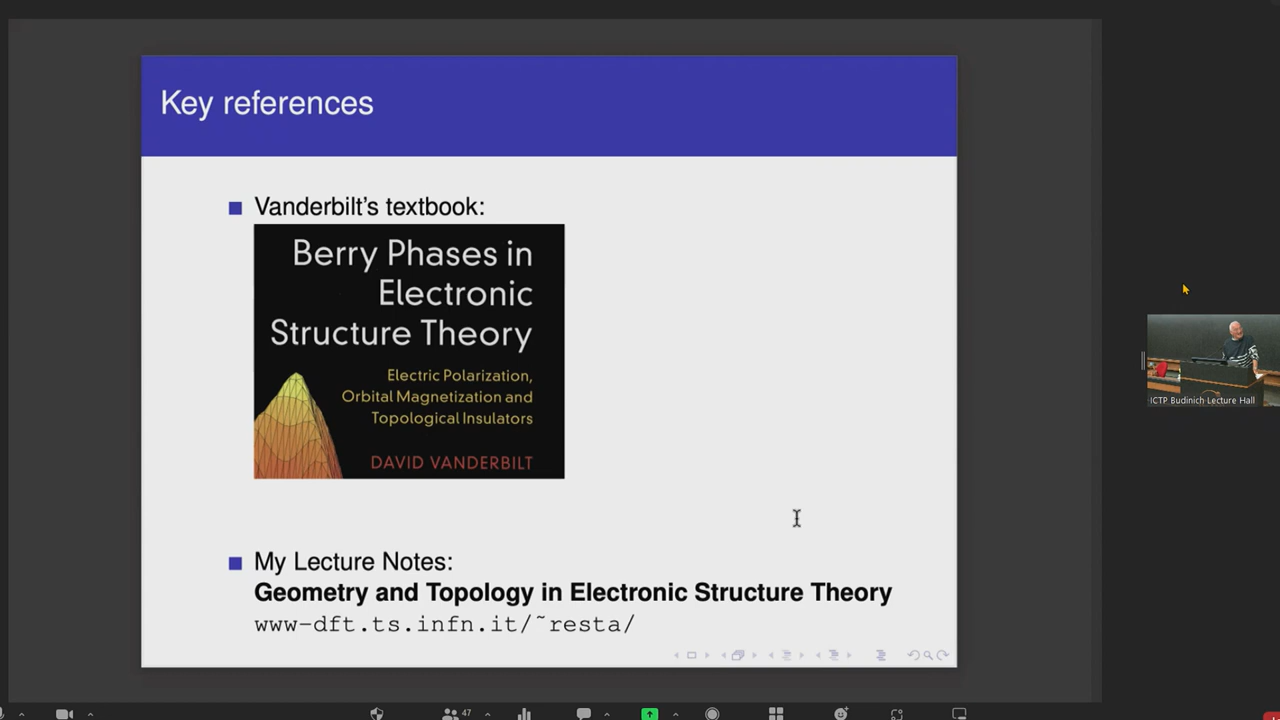 Key references
Vanderbilt's textbook:
Berry Phases in
Electronic
Structure Theory
Electric Polarization,
Orbital Magnetization and
Topological Insulators
DAVID VANDERBILT
My Lecture Notes:
Geometry and Topology in Electronic Structure Theory
www-dft.ts.infn.it/~resta/
ICTP Budinich Lecture Hall
47